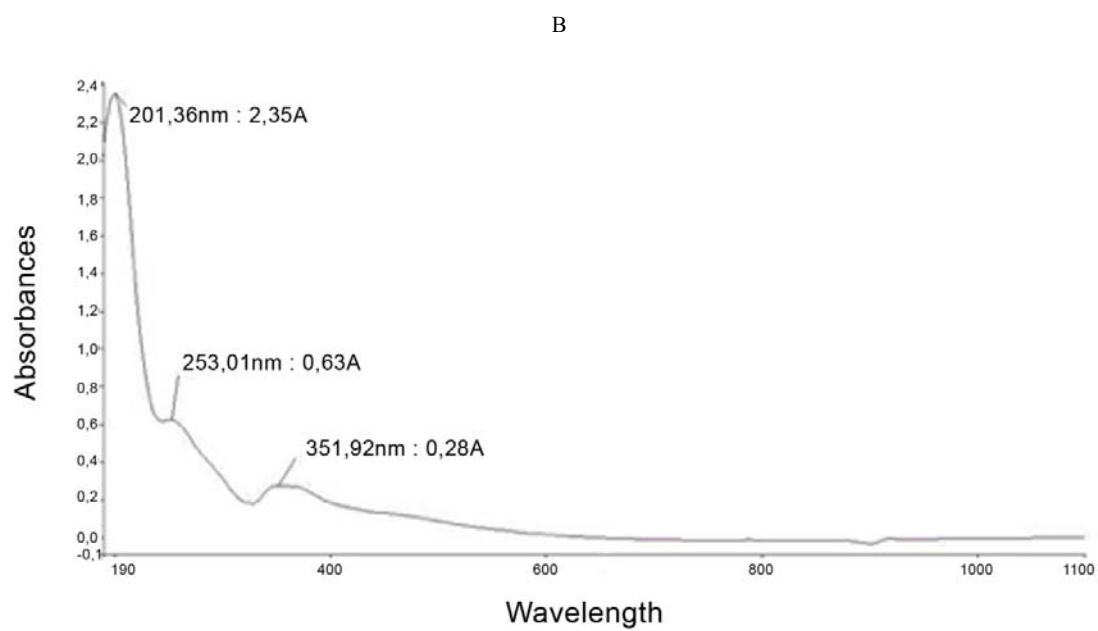 B
2,4
201,36nm : 2,35A
2,2
2,0
1,8
1,6
1,4
1,2
1,0
253,01nm : 0,63A
0,8
0,6
351,92nm : 0,28A
0,4
0,2
0,0
-0,1
Absorbances
190 400 600 800 1000 1100
Wavelength